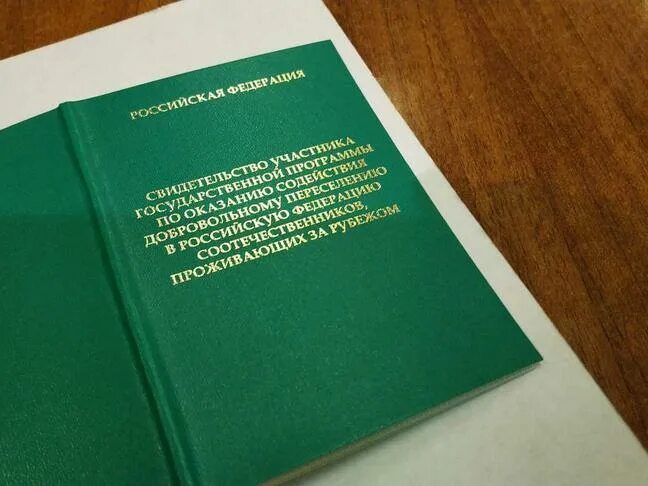 РОССИЙСКАЯ ФЕДЕРАЦИЯ
СВИДЕТЕЛЬСТВО УЧАСТНИКА
ГОСУДАРСТВЕННОЙ ПРОГРАММЫ
ПО ОКАЗАНИЮ СОДЕЙСТВИЯ
ДОБРОВОЛЬНОМУ ПЕРЕСЕЛЕНИЮ
В РОССИЙСКУЮ ФЕДЕРАЦИЮ
СООТЕЧЕСТВЕННИКОВ,
ПРОЖИВАЮЩИХ ЗА РУБЕЖОМ